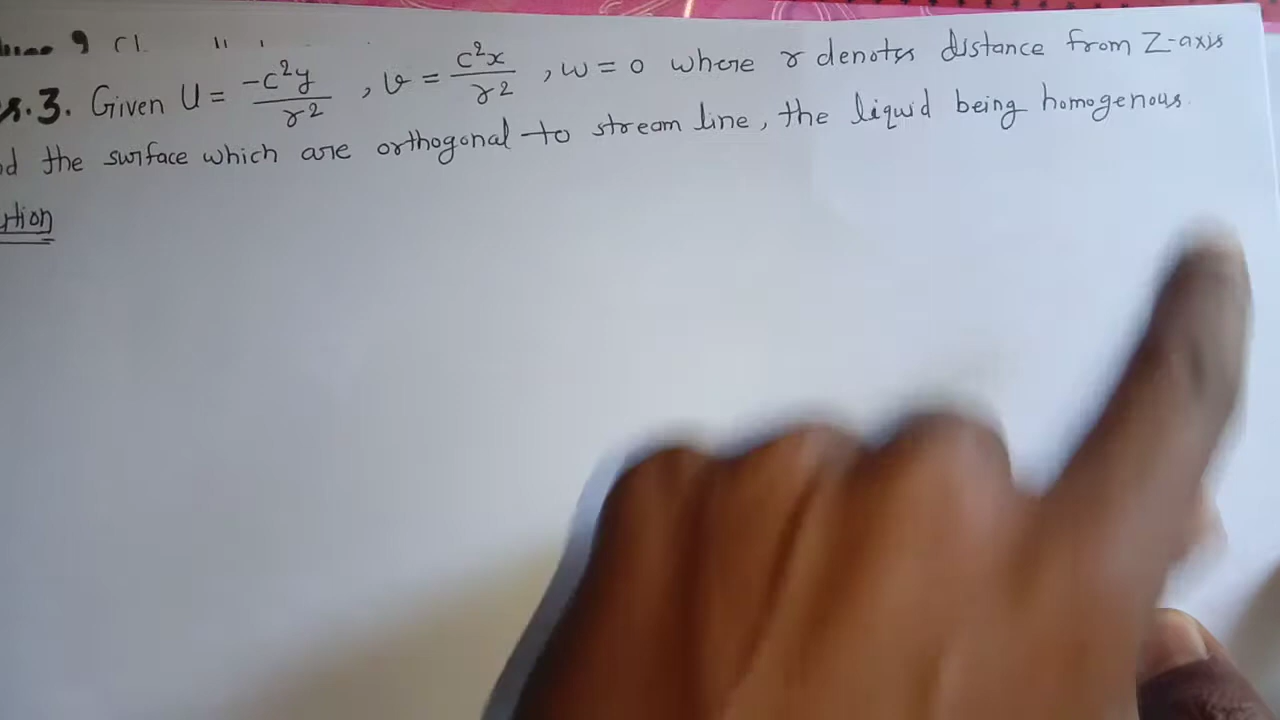 3. Given U = -c²y/r², v = c²x/r², w = 0 where r denotes distance from Z-axis
the surface which are orthogonal to stream line, the liquid being homogenous.